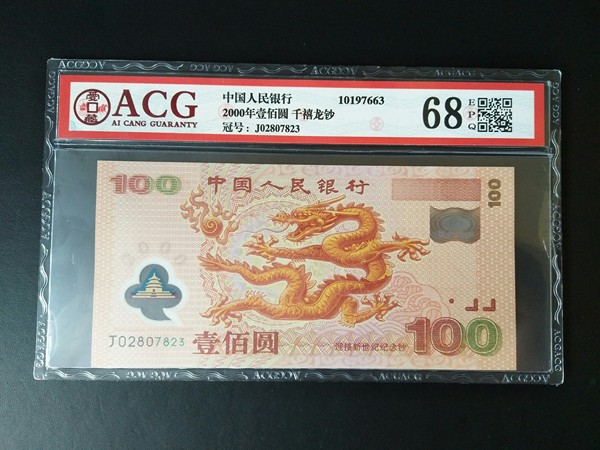 ACG
AI CANG GUARANTY
中国人民银行 10197663
2000年壹佰圆 千禧龙钞
冠号: J02807823
68 EPQ
100 中国人民银行
100
2000
J02807823
壹佰圆
迎接新世纪纪念钞
100